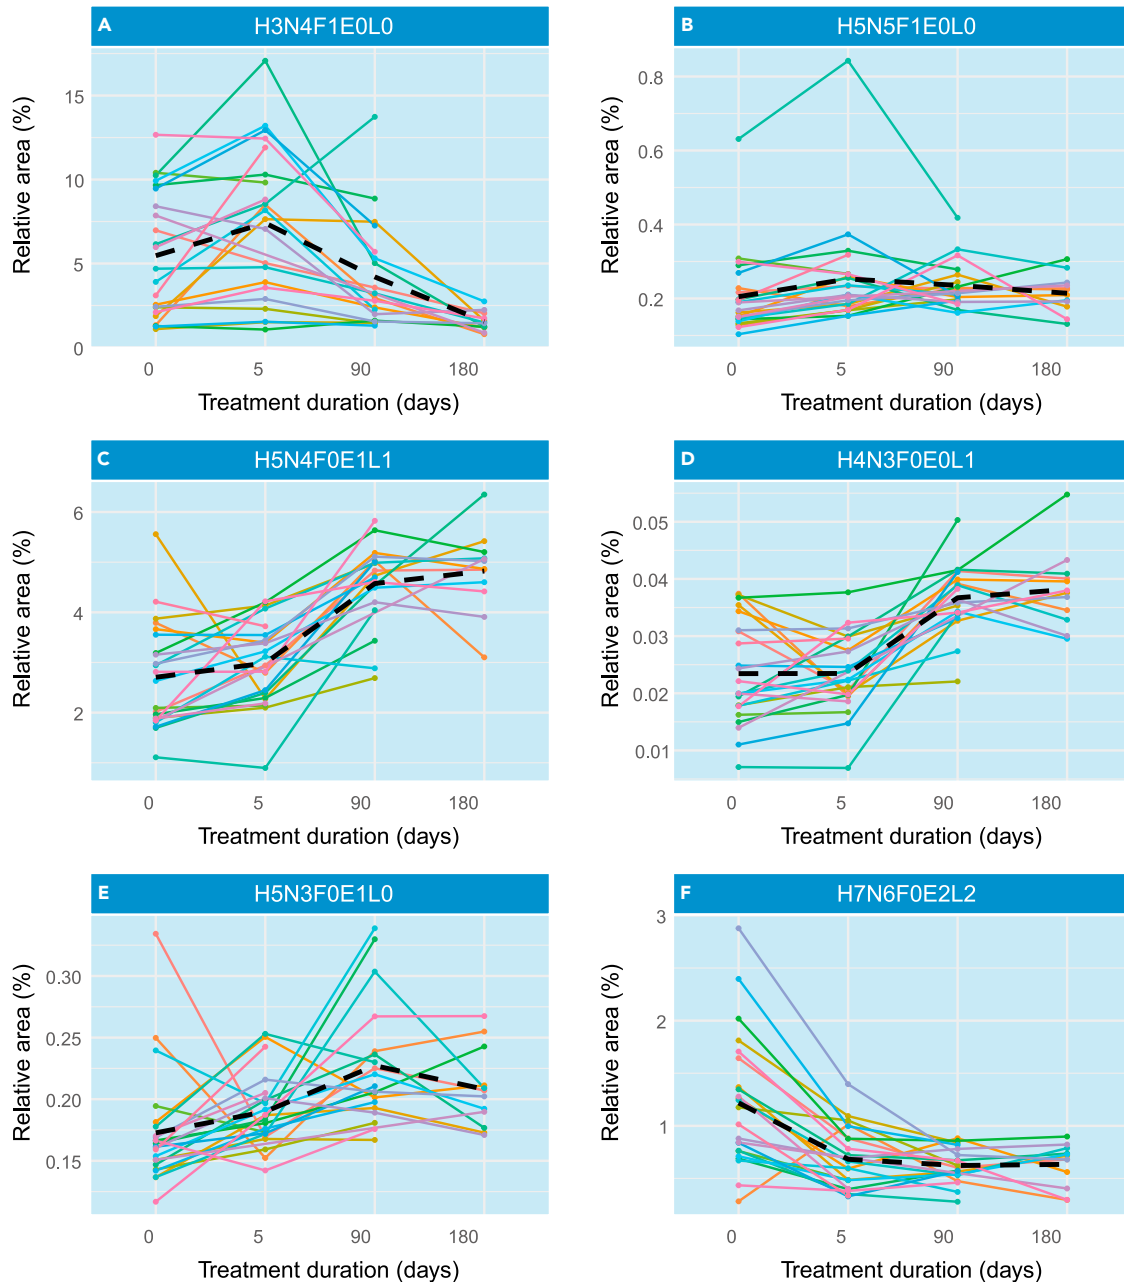 A H3N4F1E0L0
Relative area (%)
15
10
5
0
0 5 90 180
Treatment duration (days)
B H5N5F1E0L0
Relative area (%)
0.8
0.6
0.4
0.2
0 5 90 180
Treatment duration (days)
C H5N4F0E1L1
Relative area (%)
6
4
2
0 5 90 180
Treatment duration (days)
D H4N3F0E0L1
Relative area (%)
0.05
0.04
0.03
0.02
0.01
0 5 90 180
Treatment duration (days)
E H5N3F0E1L0
Relative area (%)
0.30
0.25
0.20
0.15
0 5 90 180
Treatment duration (days)
F H7N6F0E2L2
Relative area (%)
3
2
1
0 5 90 180
Treatment duration (days)